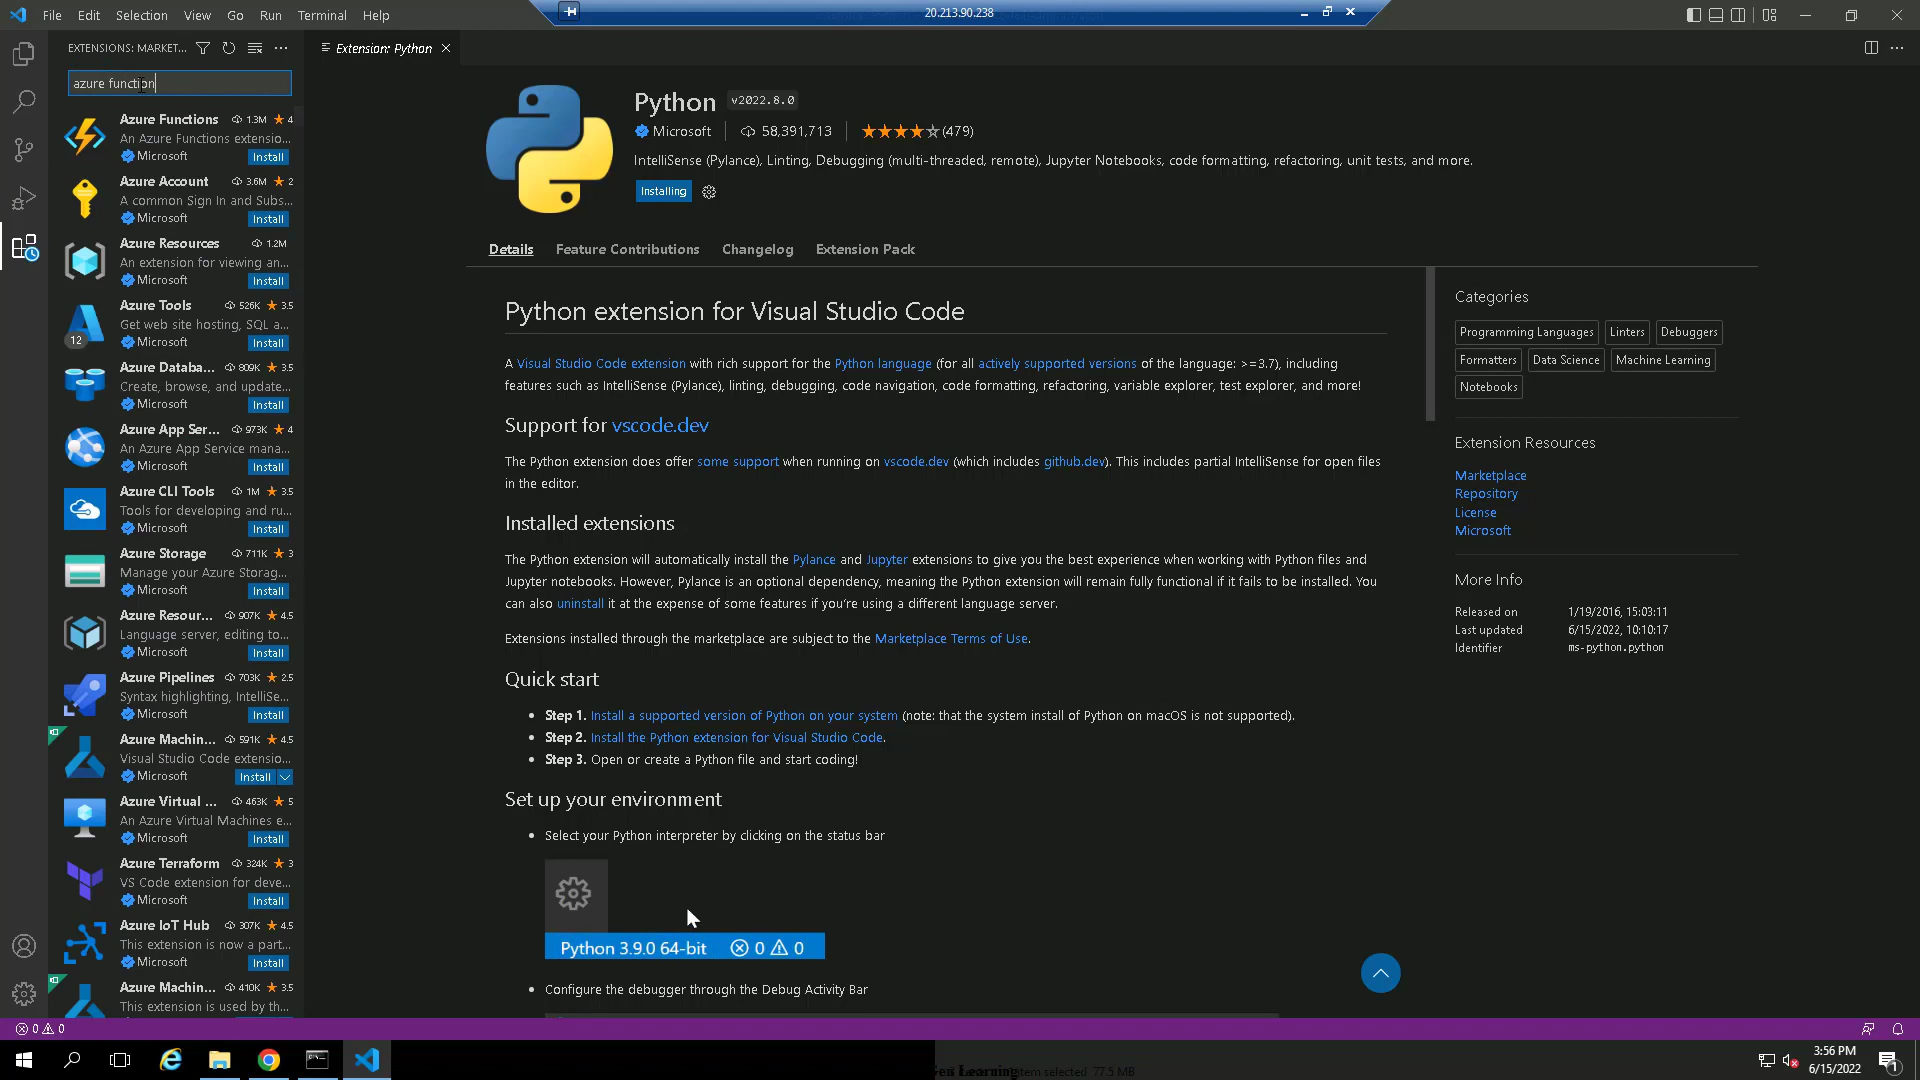 File Edit Selection View Go Run Terminal Help
20.213.90.238
EXTENSIONS: MARKET...
Extension: Python
azure function
Azure Functions 1.3M 4
An Azure Functions extensio...
Microsoft Install
Azure Account 3.6M 2
A common Sign In and Subs...
Microsoft Install
Azure Resources 1.2M
An extension for viewing an...
Microsoft Install
Azure Tools 526K 3.5
Get web site hosting, SQL a...
12 Microsoft Install
Azure Databa... 809K 3.5
Create, browse, and update...
Microsoft Install
Azure App Ser... 973K 4
An Azure App Service mana...
Microsoft Install
Azure CLI Tools 1M 3.5
Tools for developing and ru...
Microsoft Install
Azure Storage 711K 3
Manage your Azure Storag...
Microsoft Install
Azure Resour... 907K 4.5
Language server, editing to...
Microsoft Install
Azure Pipelines 703K 2.5
Syntax highlighting, IntelliSe...
Microsoft Install
Azure Machin... 591K 4.5
Visual Studio Code extensio...
Microsoft Install
Azure Virtual ... 463K 5
An Azure Virtual Machines e...
Microsoft Install
Azure Terraform 324K 3
VS Code extension for deve...
Microsoft Install
Azure IoT Hub 307K 4.5
This extension is now a part...
Microsoft Install
Azure Machin... 410K 3.5
This extension is used by th...
Python v2022.8.0
Microsoft 58,391,713 (479)
IntelliSense (Pylance), Linting, Debugging (multi-threaded, remote), Jupyter Notebooks, code formatting, refactoring, unit tests, and more.
Installing
Details Feature Contributions Changelog Extension Pack
Python extension for Visual Studio Code
A Visual Studio Code extension with rich support for the Python language (for all actively supported versions of the language: >=3.7), including
features such as IntelliSense (Pylance), linting, debugging, code navigation, code formatting, refactoring, variable explorer, test explorer, and more!
Support for vscode.dev
The Python extension does offer some support when running on vscode.dev (which includes github.dev). This includes partial IntelliSense for open files
in the editor.
Installed extensions
The Python extension will automatically install the Pylance and Jupyter extensions to give you the best experience when working with Python files and
Jupyter notebooks. However, Pylance is an optional dependency, meaning the Python extension will remain fully functional if it fails to be installed. You
can also uninstall it at the expense of some features if you're using a different language server.
Extensions installed through the marketplace are subject to the Marketplace Terms of Use.
Quick start
• Step 1. Install a supported version of Python on your system (note: that the system install of Python on macOS is not supported).
• Step 2. Install the Python extension for Visual Studio Code.
• Step 3. Open or create a Python file and start coding!
Set up your environment
• Select your Python interpreter by clicking on the status bar
Python 3.9.0 64-bit 0 0
• Configure the debugger through the Debug Activity Bar
Categories
Programming Languages Linters Debuggers
Formatters Data Science Machine Learning
Notebooks
Extension Resources
Marketplace
Repository
License
Microsoft
More Info
Released on 1/19/2016, 15:03:11
Last updated 6/15/2022, 10:10:17
Identifier ms-python.python
0 0
Learning item selected 77.5 MB
3:56 PM
6/15/2022
1